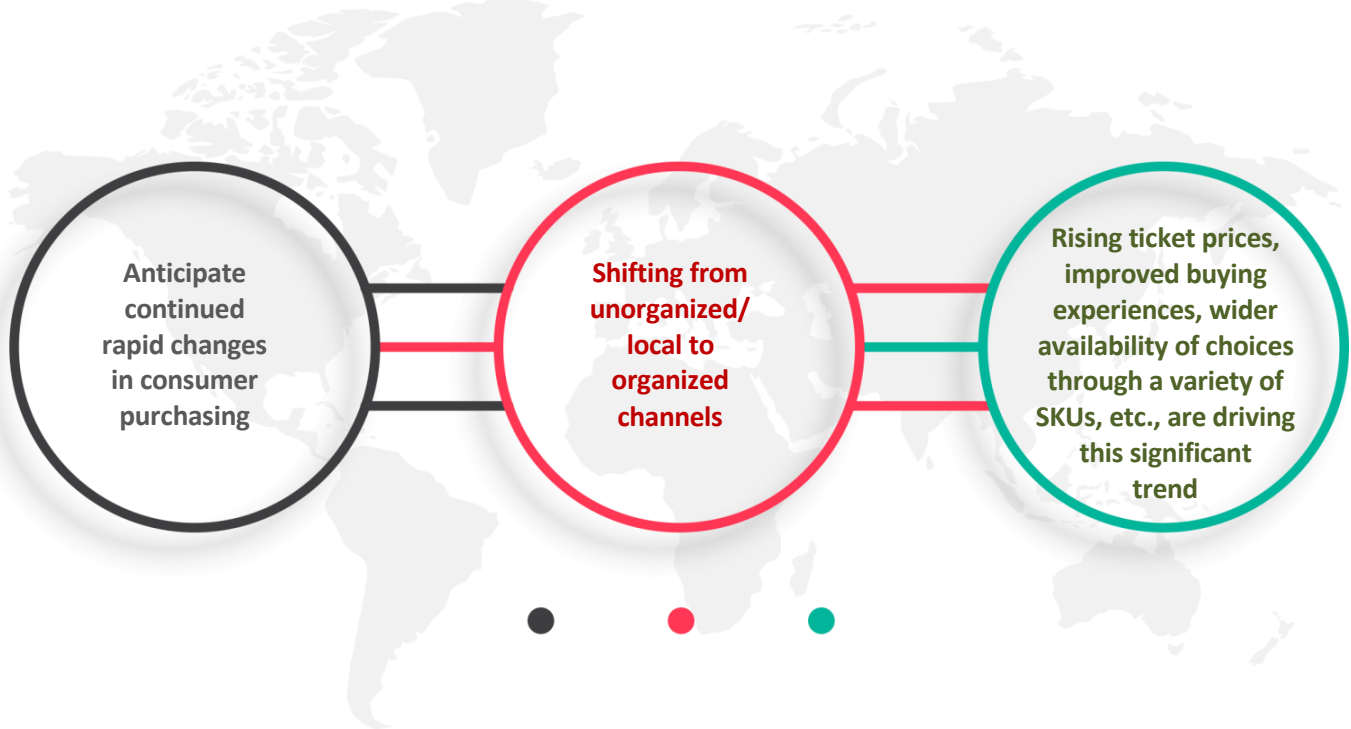 Anticipate
continued
rapid changes
in consumer
purchasing
Shifting from
unorganized/
local to
organized
channels
Rising ticket prices,
improved buying
experiences, wider
availability of choices
through a variety of
SKUs, etc., are driving
this significant
trend